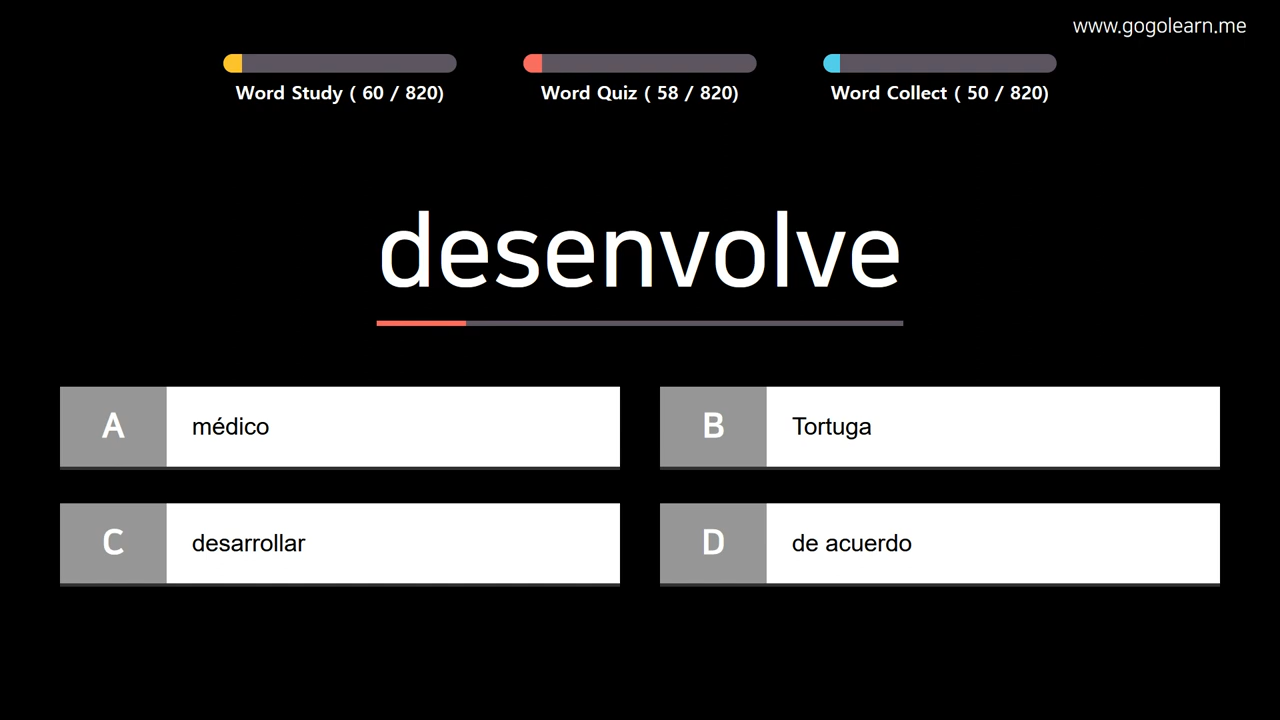 www.gogolearn.me
Word Study ( 60 / 820)
Word Quiz ( 58 / 820)
Word Collect ( 50 / 820)
desenvolve
A médico
B Tortuga
C desarrollar
D de acuerdo